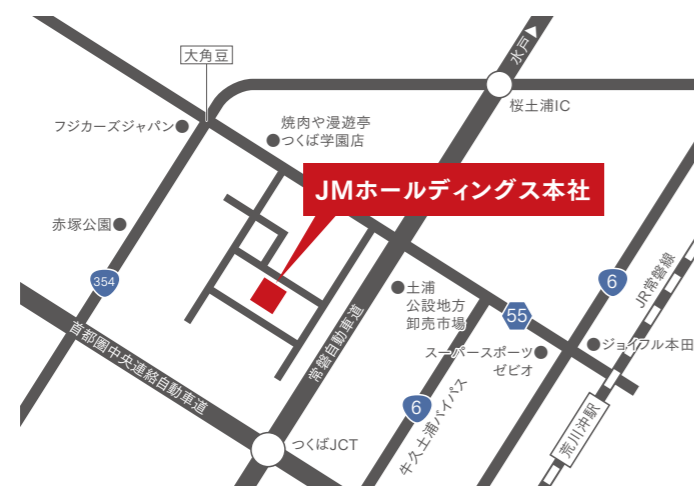 大角豆
水戸▶
桜土浦IC
フジカーズジャパン
焼肉や漫遊亭
つくば学園店
JMホールディングス本社
赤塚公園
354
首都圏中央連絡自動車道
常磐自動車道
土浦
公設地方
卸売市場
6
JR常磐線
55
スーパースポーツ
ゼビオ
ジョイフル本田
6
牛久土浦バイパス
荒川沖駅
つくばJCT